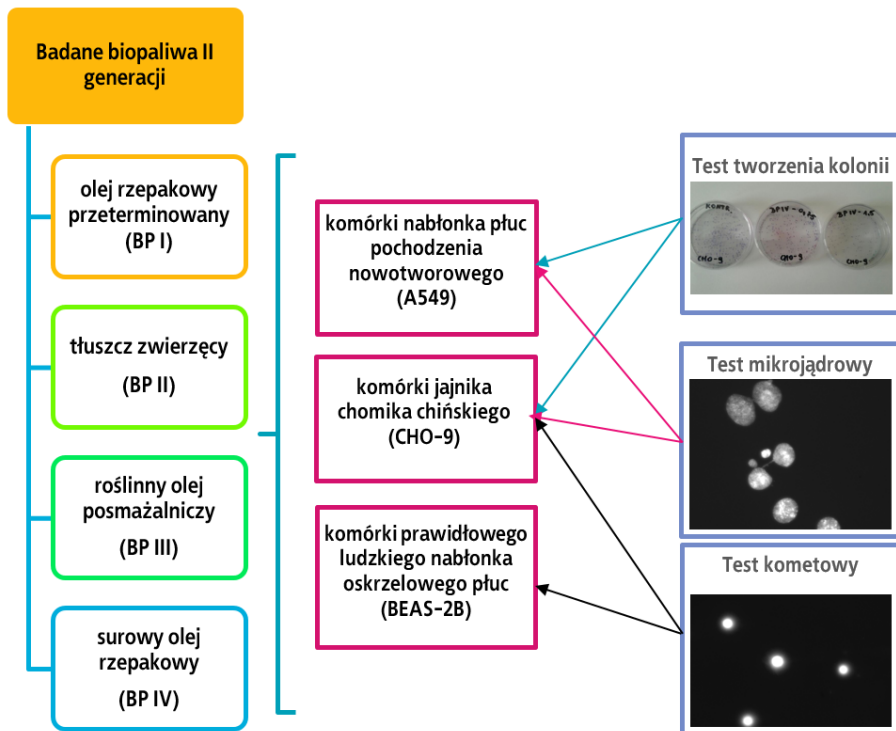 Badane biopaliwa II
generacji
olej rzepakowy
przeterminowany
(BP I)
tłuszcz zwierzęcy
(BP II)
roślinny olej
posmażalniczy
(BP III)
surowy olej
rzepakowy
(BP IV)
komórki nabłonka płuc
pochodzenia
nowotworowego
(A549)
komórki jajnika
chomika chińskiego
(CHO-9)
komórki prawidłowego
ludzkiego nabłonka
oskrzelowego płuc
(BEAS-2B)
Test tworzenia kolonii
CHO-9
CHO-9
CHO-9
Test mikrojądrowy
Test kometowy